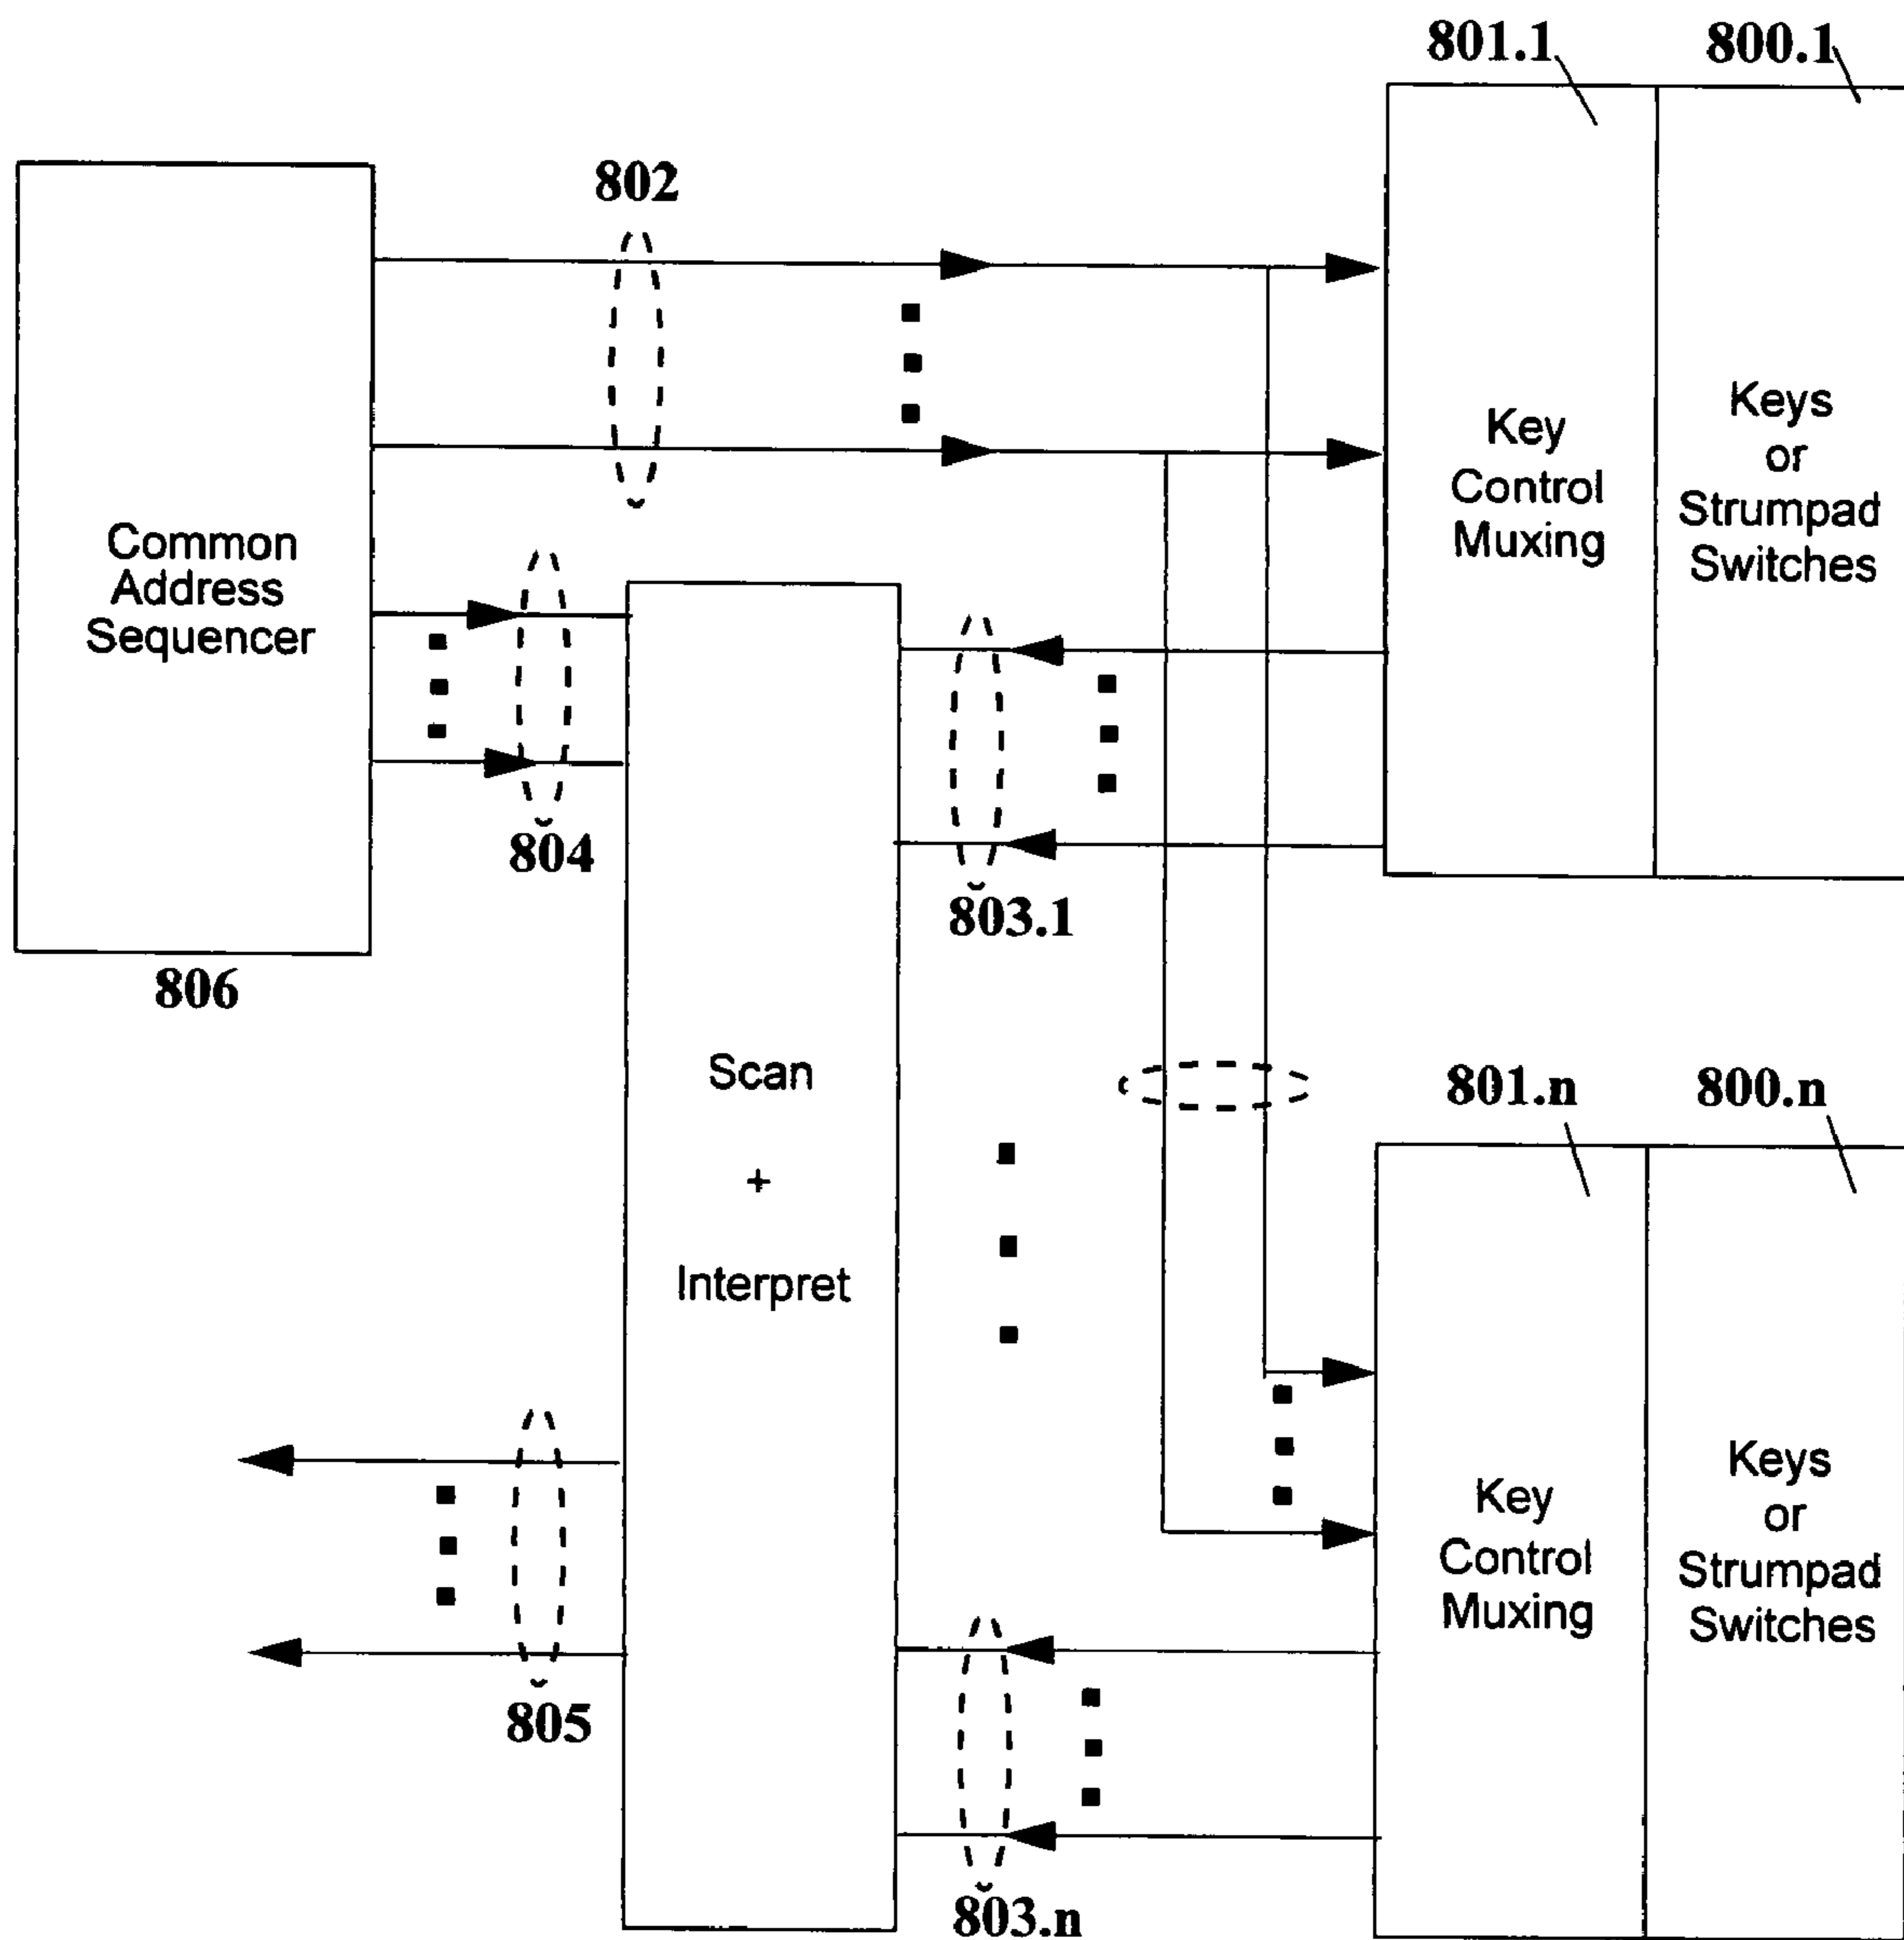 801.1 800.1
802
Common
Address
Sequencer
Key
Control
Muxing
Keys
or
Strumpad
Switches
804
803.1
806
Scan
+
Interpret
801.n 800.n
Key
Control
Muxing
Keys
or
Strumpad
Switches
805
803.n